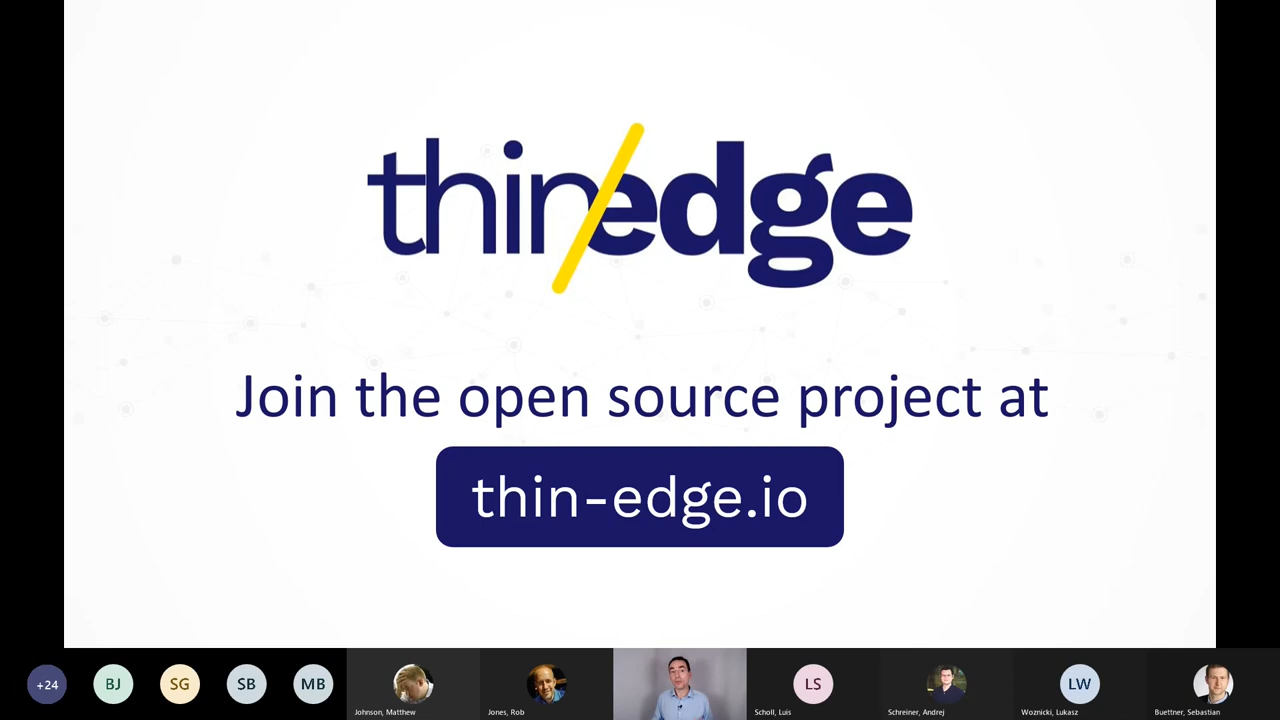 thin/edge
Join the open source project at
thin-edge.io
+24
BJ
SG
SB
MB
Johnson, Matthew
Jones, Rob
LS
Scholl, Luis
Schreiner, Andrej
LW
Woznicki, Lukasz
Buettner, Sebastian